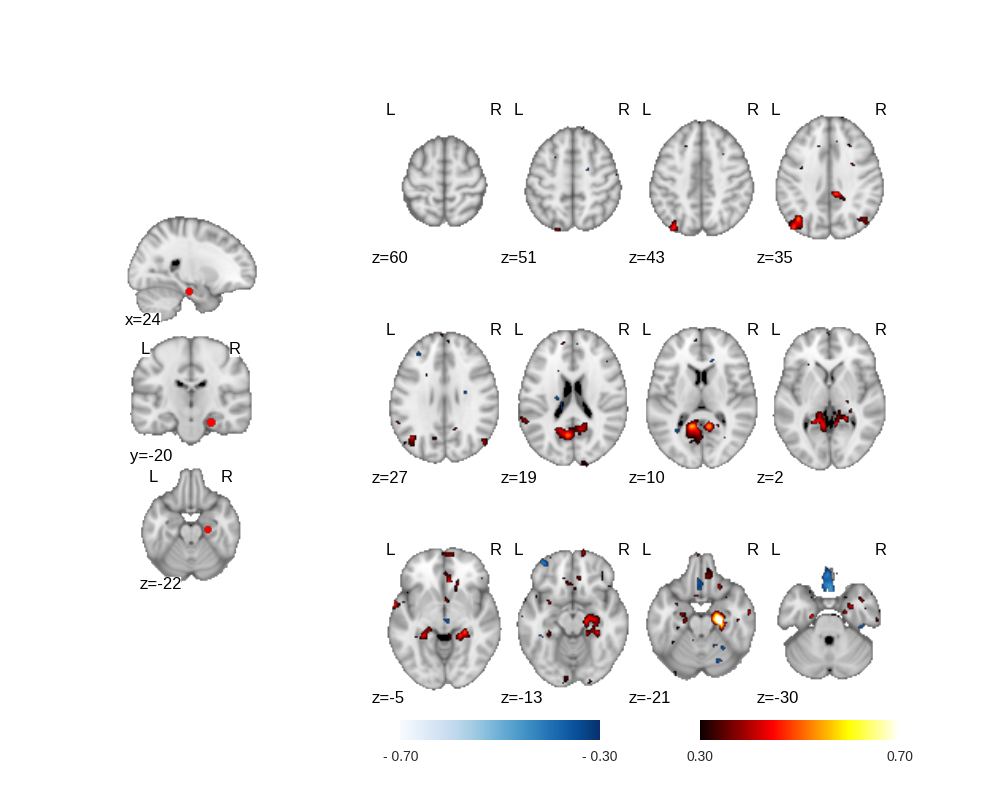 L R L R L R L R
z=60 z=51 z=43 z=35
x=24
L R
y=-20
L R
z=-22
L R L R L R L R
z=27 z=19 z=10 z=2
L R L R L R L R
z=-5 z=-13 z=-21 z=-30
- 0.70 - 0.30 0.30 0.70